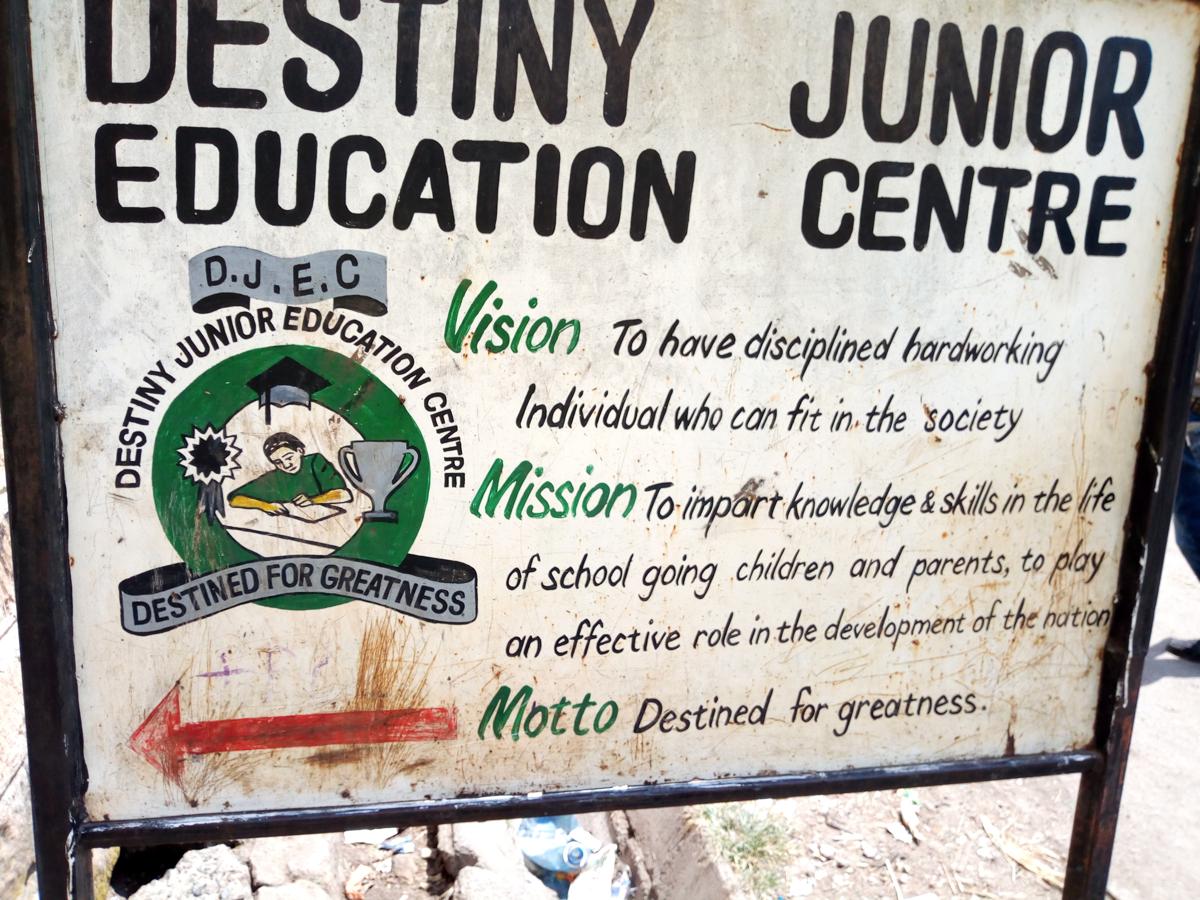 DESTINY JUNIOR
EDUCATION CENTRE
D.J.E.C
DESTINY JUNIOR EDUCATION CENTRE
DESTINED FOR GREATNESS
Vision To have disciplined hardworking
Individual who can fit in the society
Mission To impart knowledge & skills in the life
of school going children and parents, to play
an effective role in the development of the nation
Motto Destined for greatness.